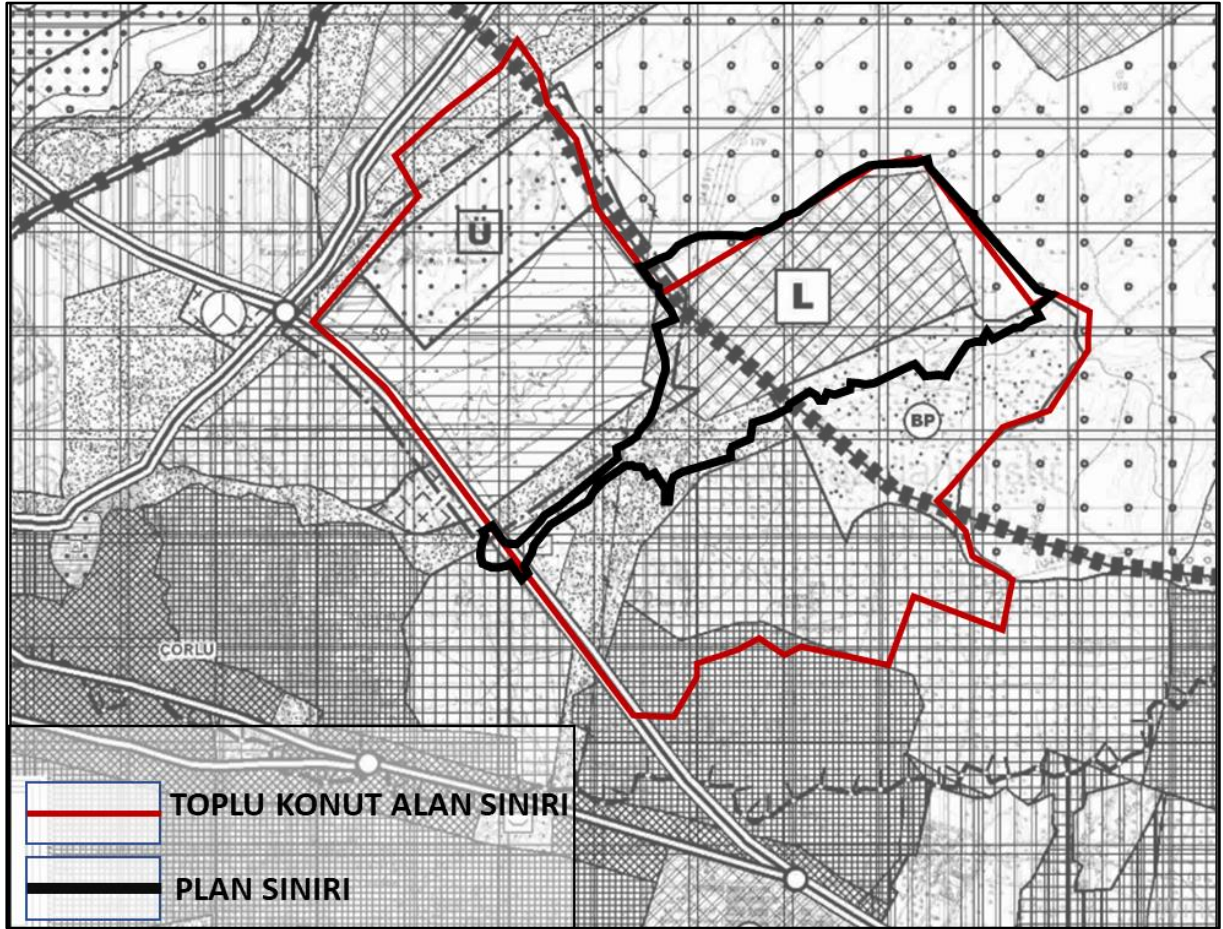 Ü
L
BP
ÇORLU
TOPLU KONUT ALAN SINIRI
PLAN SINIRI